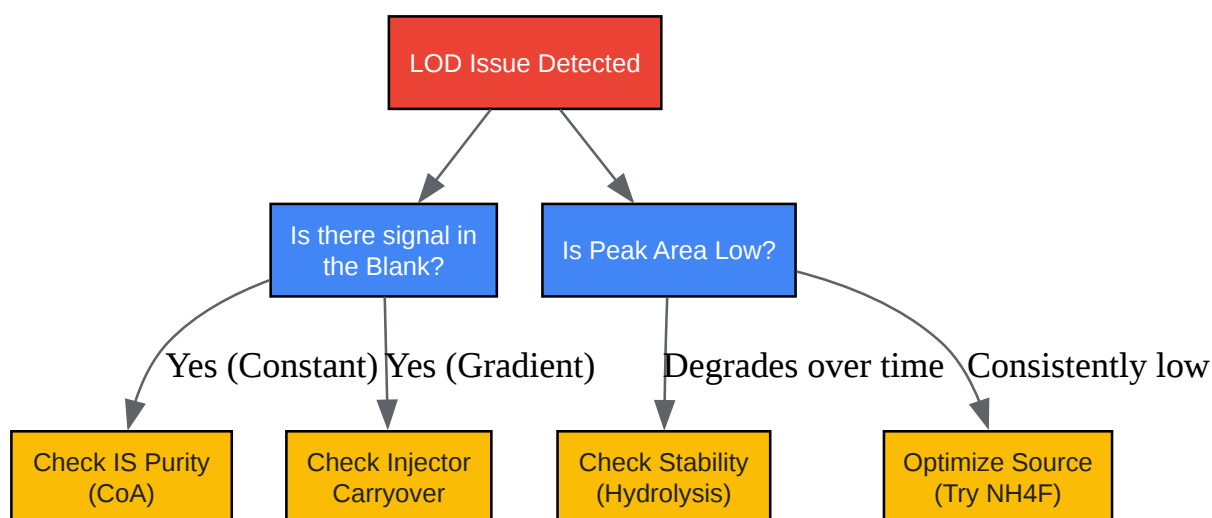 LOD Issue Detected
Is there signal in
the Blank?
Is Peak Area Low?
Yes (Constant)
Yes (Gradient)
Degrades over time
Consistently low
Check IS Purity
(CoA)
Check Injector
Carryover
Check Stability
(Hydrolysis)
Optimize Source
(Try NH4F)